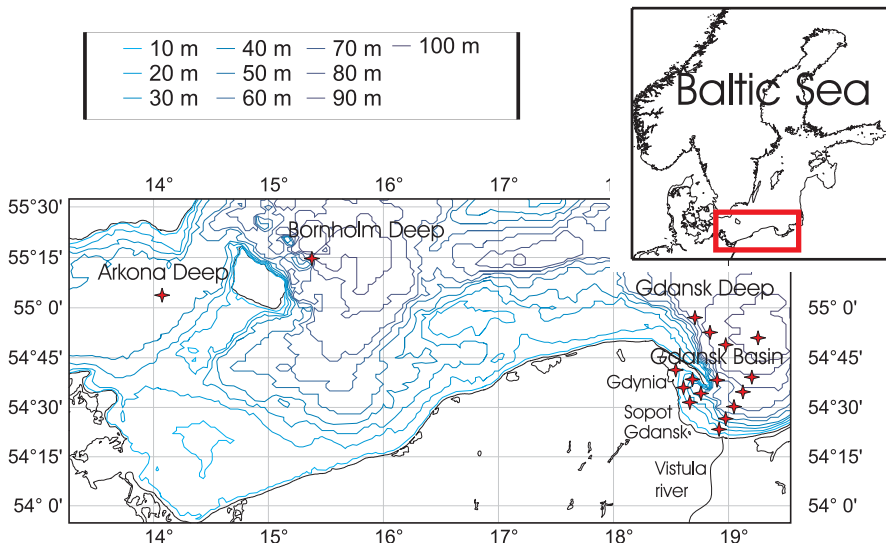 10 m 40 m 70 m 100 m
20 m 50 m 80 m
30 m 60 m 90 m
Baltic Sea
14° 15° 16° 17°
55°30'
55°15'
55° 0'
54°45'
54°30'
54°15'
54° 0'
Bornholm Deep
Arkona Deep
Gdansk Deep
Gdansk Basin
Gdynia
Sopot
Gdansk
Vistula
river
55° 0'
54°45'
54°30'
54°15'
54° 0'
14° 15° 16° 17° 18° 19°